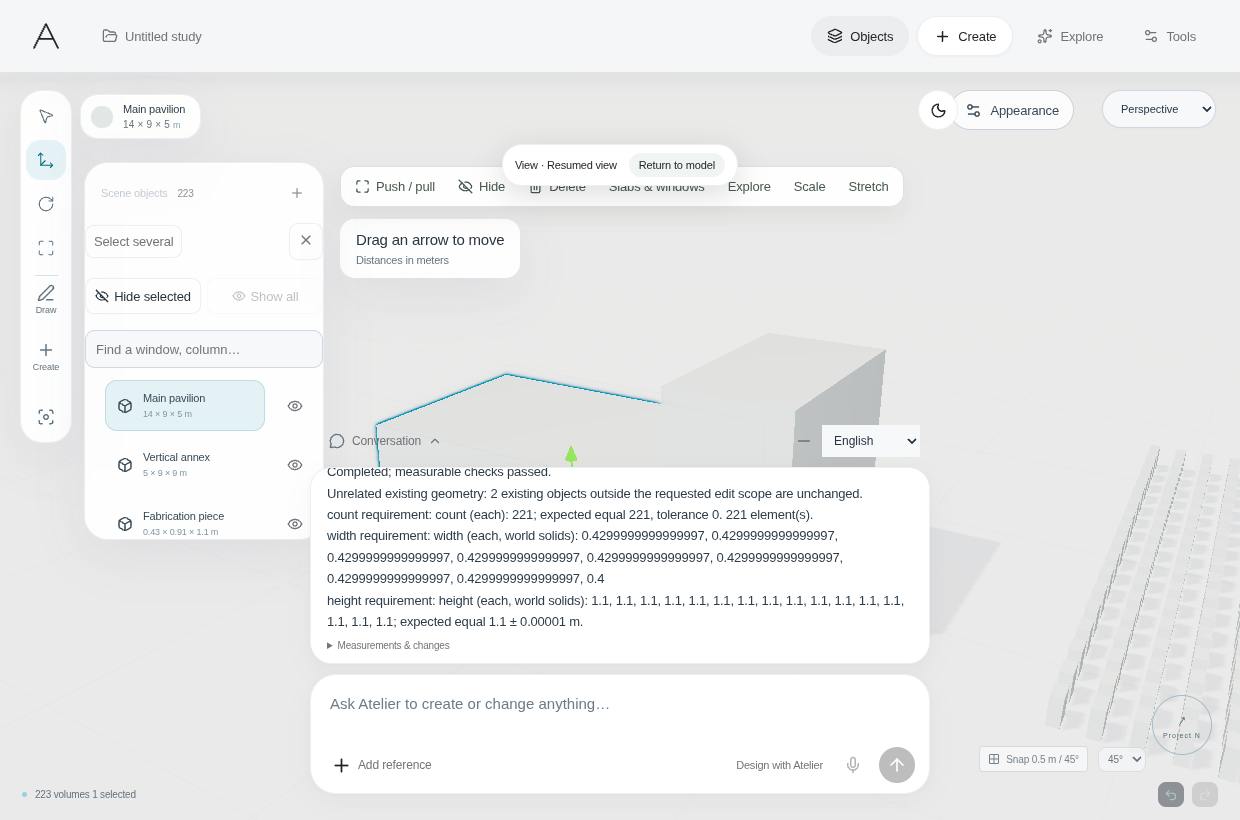 Untitled study
Objects
Create
Explore
Tools
Main pavilion
14 × 9 × 5 m
Appearance
Perspective
View · Resumed view
Return to model
Scene objects 223
Push / pull
Hide
Delete
Slabs & windows
Explore
Scale
Stretch
Select several
Drag an arrow to move
Distances in meters
Hide selected
Show all
Draw
Find a window, column…
Create
Main pavilion
14 × 9 × 5 m
Conversation
English
Vertical annex
5 × 9 × 9 m
Fabrication piece
0.43 × 0.91 × 1.1 m
Completed; measurable checks passed.
Unrelated existing geometry: 2 existing objects outside the requested edit scope are unchanged.
count requirement: count (each): 221; expected equal 221, tolerance 0. 221 element(s).
width requirement: width (each, world solids): 0.4299999999999997, 0.4299999999999997,
0.4299999999999997, 0.4299999999999997, 0.4299999999999997, 0.4299999999999997,
0.4299999999999997, 0.4299999999999997, 0.4
height requirement: height (each, world solids): 1.1, 1.1, 1.1, 1.1, 1.1, 1.1, 1.1, 1.1, 1.1, 1.1, 1.1, 1.1, 1.1,
1.1, 1.1, 1.1; expected equal 1.1 ± 0.00001 m.
Measurements & changes
Ask Atelier to create or change anything…
Add reference
Design with Atelier
Project N
Snap 0.5 m / 45°
45°
223 volumes 1 selected